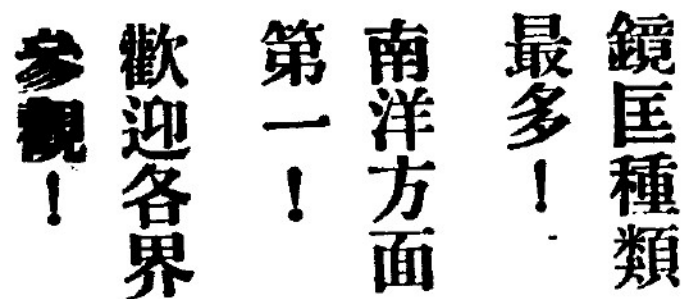 鏡匡種類
最多！
南洋方面
第一！
歡迎各界
參觀！